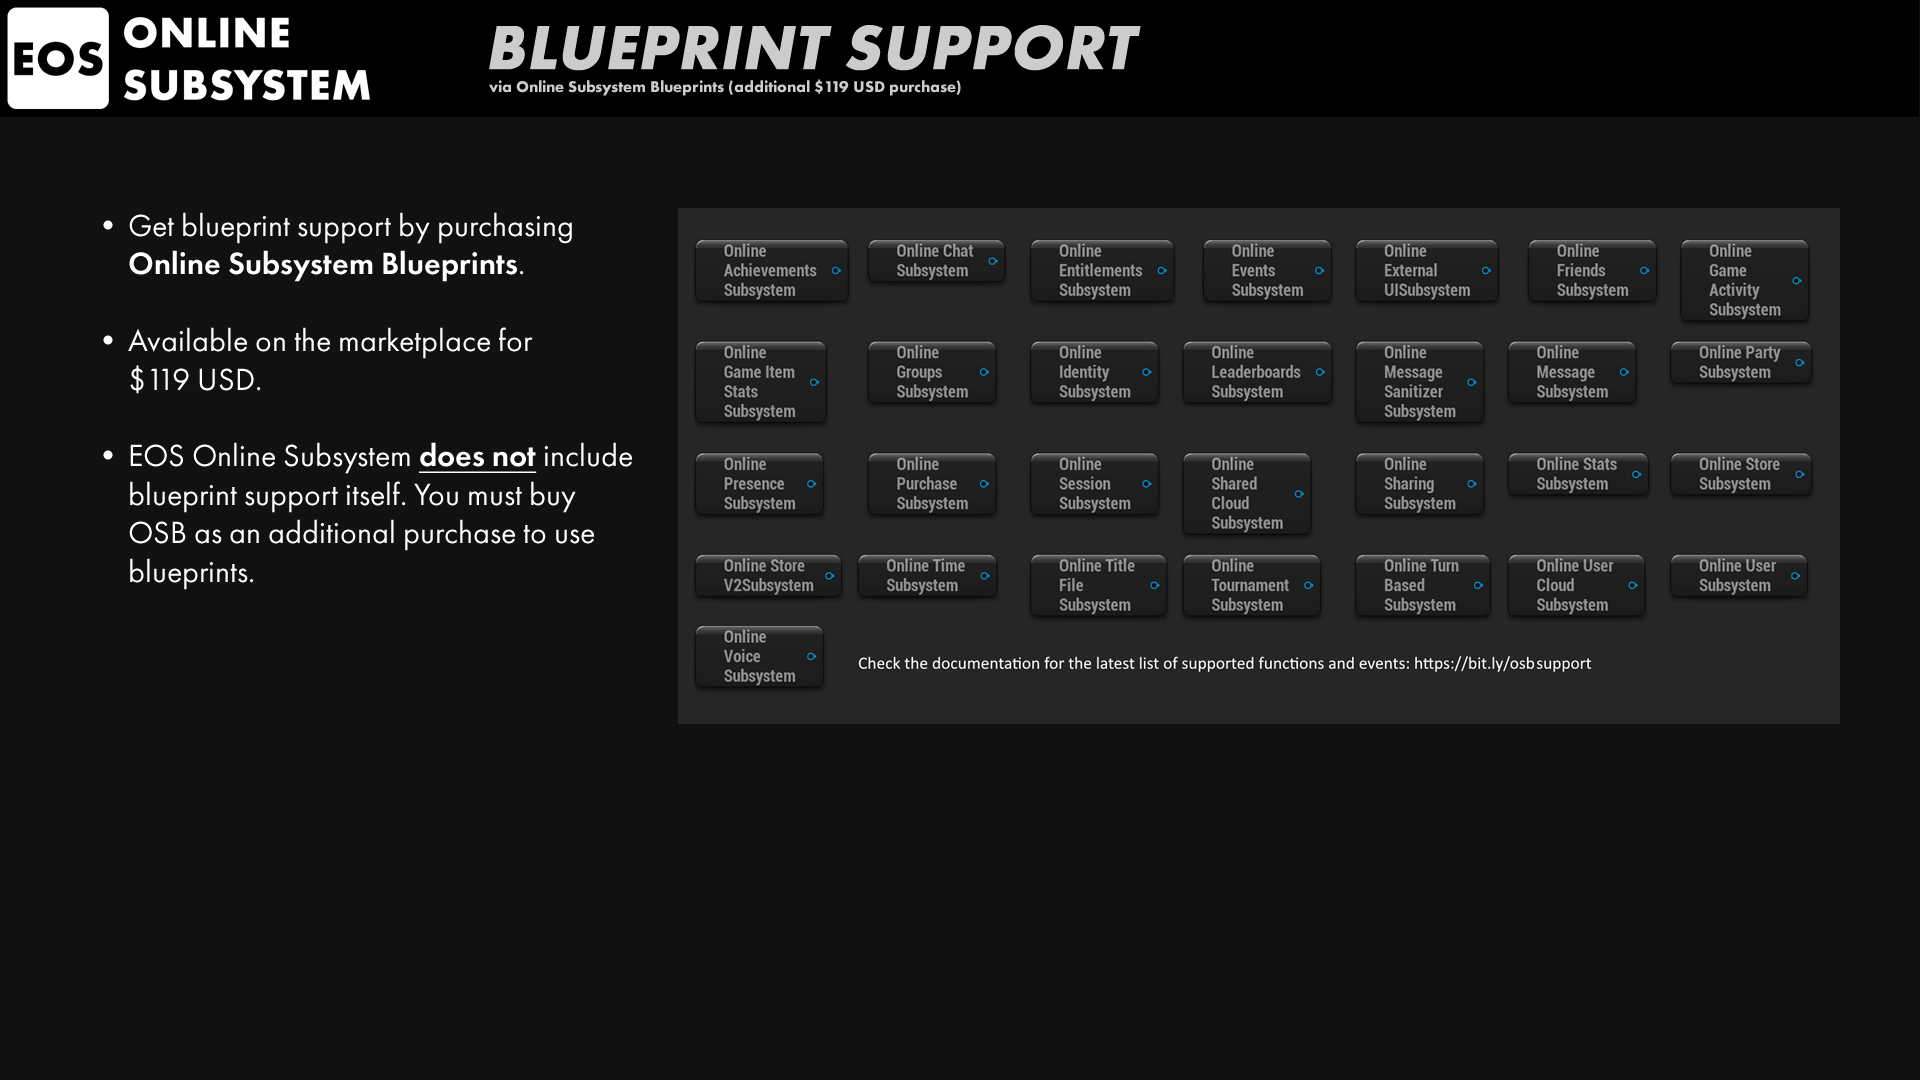 EOS
ONLINE
SUBSYSTEM
BLUEPRINT SUPPORT
via Online Subsystem Blueprints (additional $119 USD purchase)
• Get blueprint support by purchasing
Online Subsystem Blueprints.
• Available on the marketplace for
$119 USD.
• EOS Online Subsystem does not include
blueprint support itself. You must buy
OSB as an additional purchase to use
blueprints.
Online
Achievements
Subsystem
Online Chat
Subsystem
Online
Entitlements
Subsystem
Online
Events
Subsystem
Online
External
UISubsystem
Online
Friends
Subsystem
Online
Game
Activity
Subsystem
Online
Game Item
Stats
Subsystem
Online
Groups
Subsystem
Online
Identity
Subsystem
Online
Leaderboards
Subsystem
Online
Message
Sanitizer
Subsystem
Online
Message
Subsystem
Online Party
Subsystem
Online
Presence
Subsystem
Online
Purchase
Subsystem
Online
Session
Subsystem
Online
Shared
Cloud
Subsystem
Online
Sharing
Subsystem
Online Stats
Subsystem
Online Store
Subsystem
Online Store
V2Subsystem
Online Time
Subsystem
Online Title
File
Subsystem
Online
Tournament
Subsystem
Online Turn
Based
Subsystem
Online User
Cloud
Subsystem
Online User
Subsystem
Online
Voice
Subsystem
Check the documentation for the latest list of supported functions and events: https://bit.ly/osbsupport